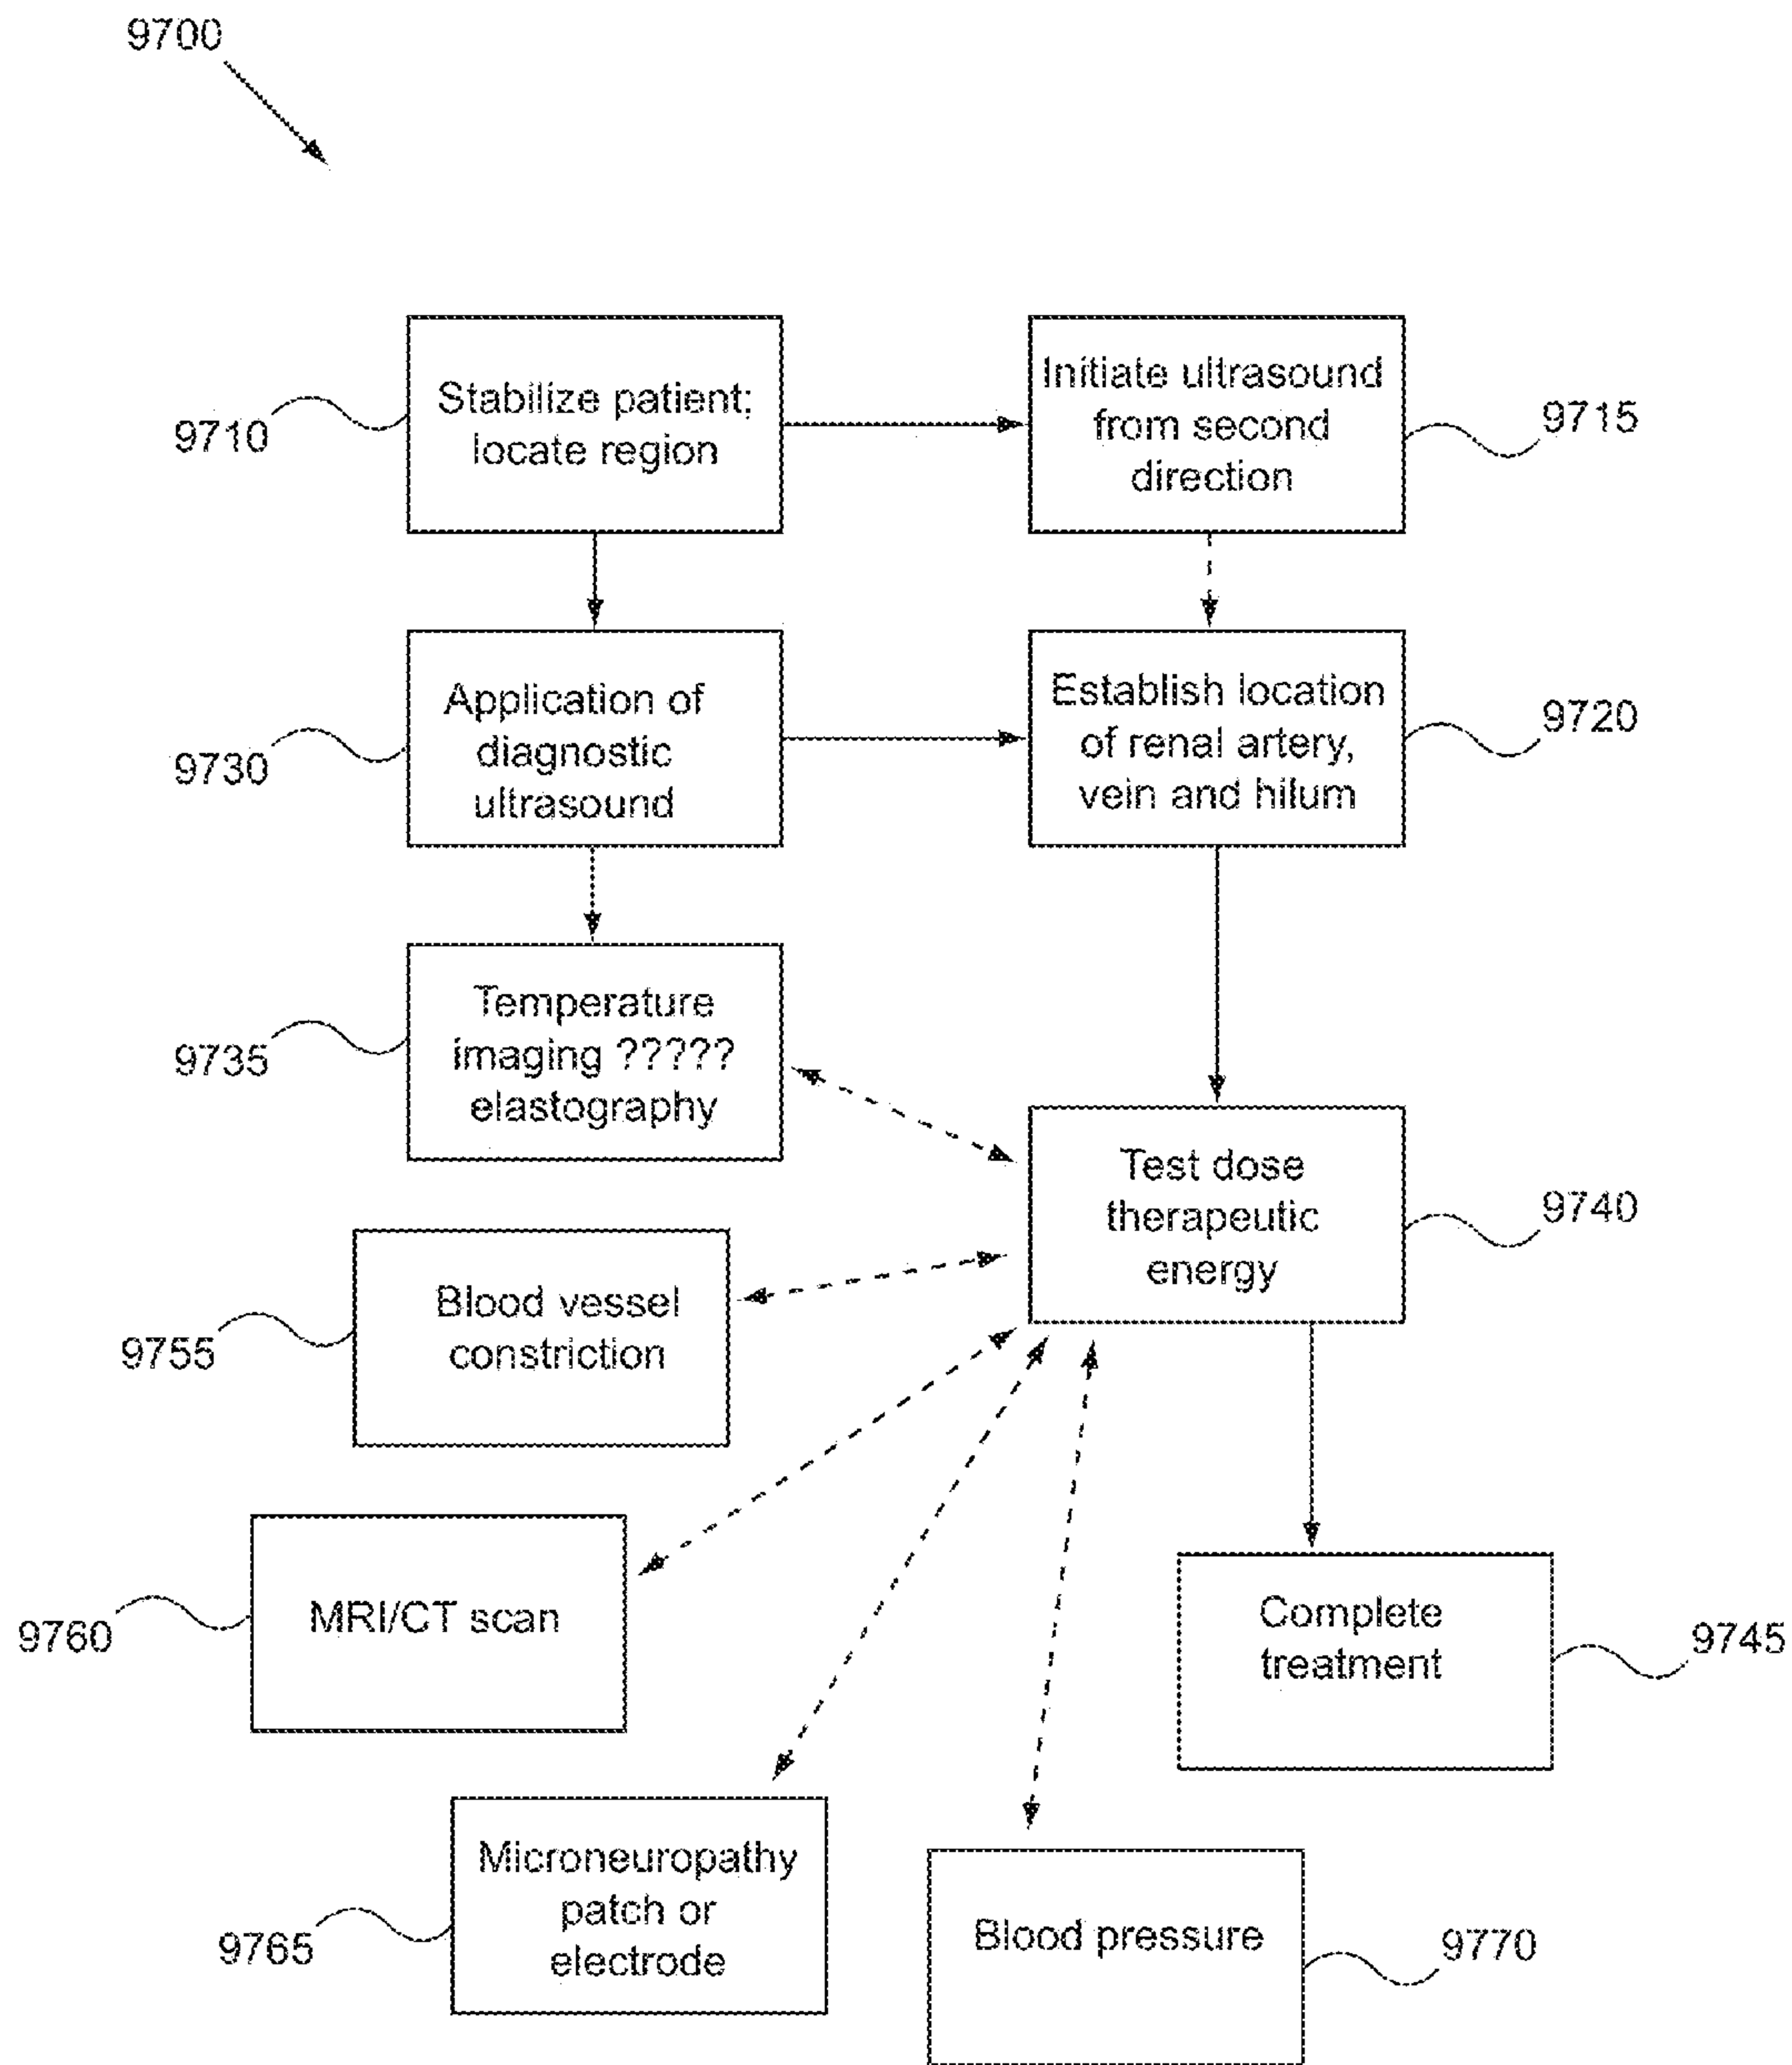 9700
Stabilize patient;
locate region
9710
Initiate ultrasound
from second
direction
9715
Application of
diagnostic
ultrasound
9730
Establish location
of renal artery,
vein and hilum
9720
Temperature
imaging ?????
elastography
9735
Test dose
therapeutic
energy
9740
Blood vessel
constriction
9755
MRI/CT scan
9760
Complete
treatment
9745
Microneuropathy
patch or
electrode
9765
Blood pressure
9770